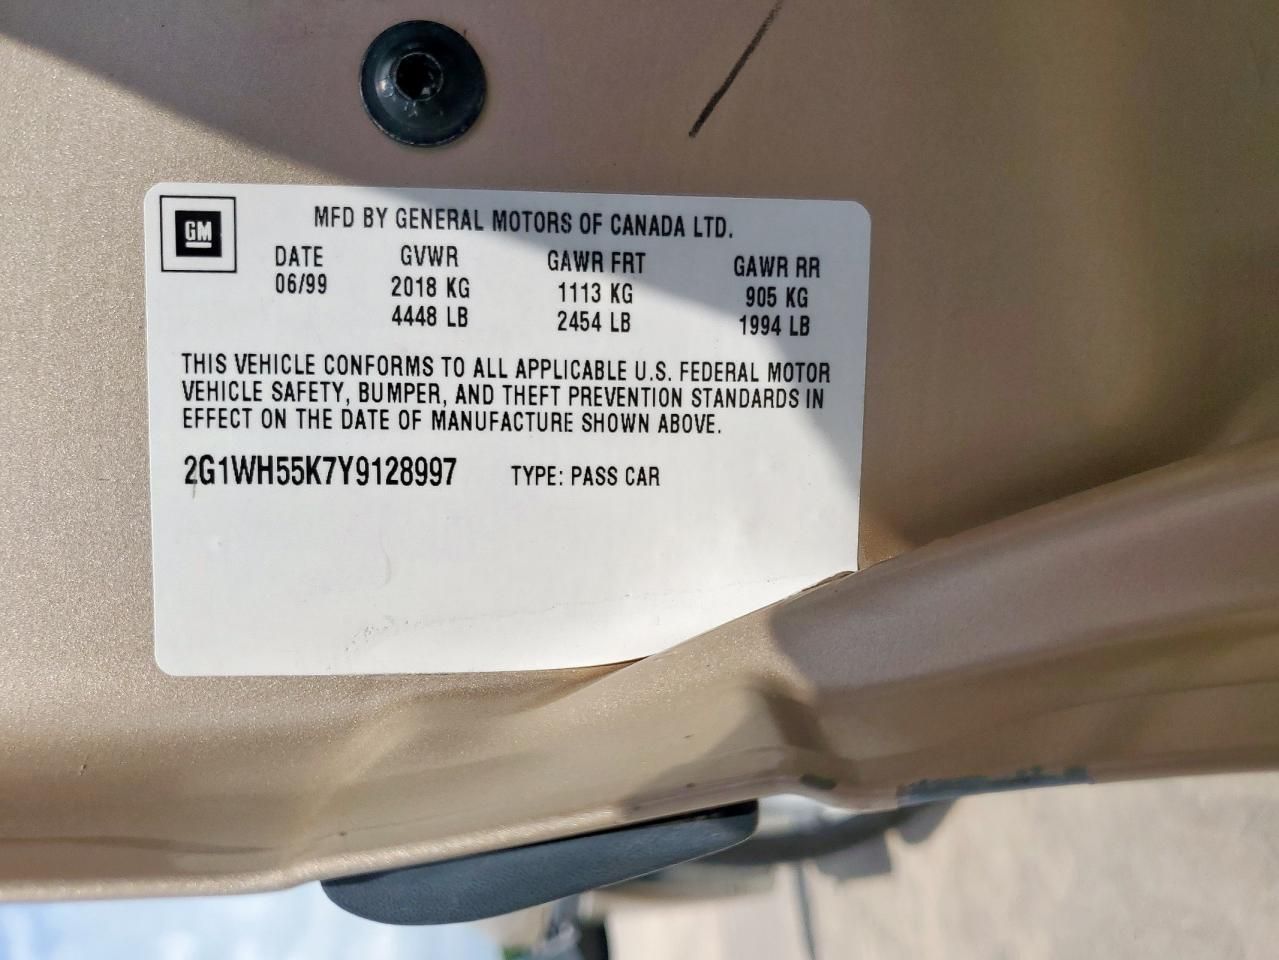 GM
MFD BY GENERAL MOTORS OF CANADA LTD.
DATE GVWR GAWR FRT GAWR RR
06/99 2018 KG 1113 KG 905 KG
4448 LB 2454 LB 1994 LB
THIS VEHICLE CONFORMS TO ALL APPLICABLE U.S. FEDERAL MOTOR
VEHICLE SAFETY, BUMPER, AND THEFT PREVENTION STANDARDS IN
EFFECT ON THE DATE OF MANUFACTURE SHOWN ABOVE.
2G1WH55K7Y9128997 TYPE: PASS CAR